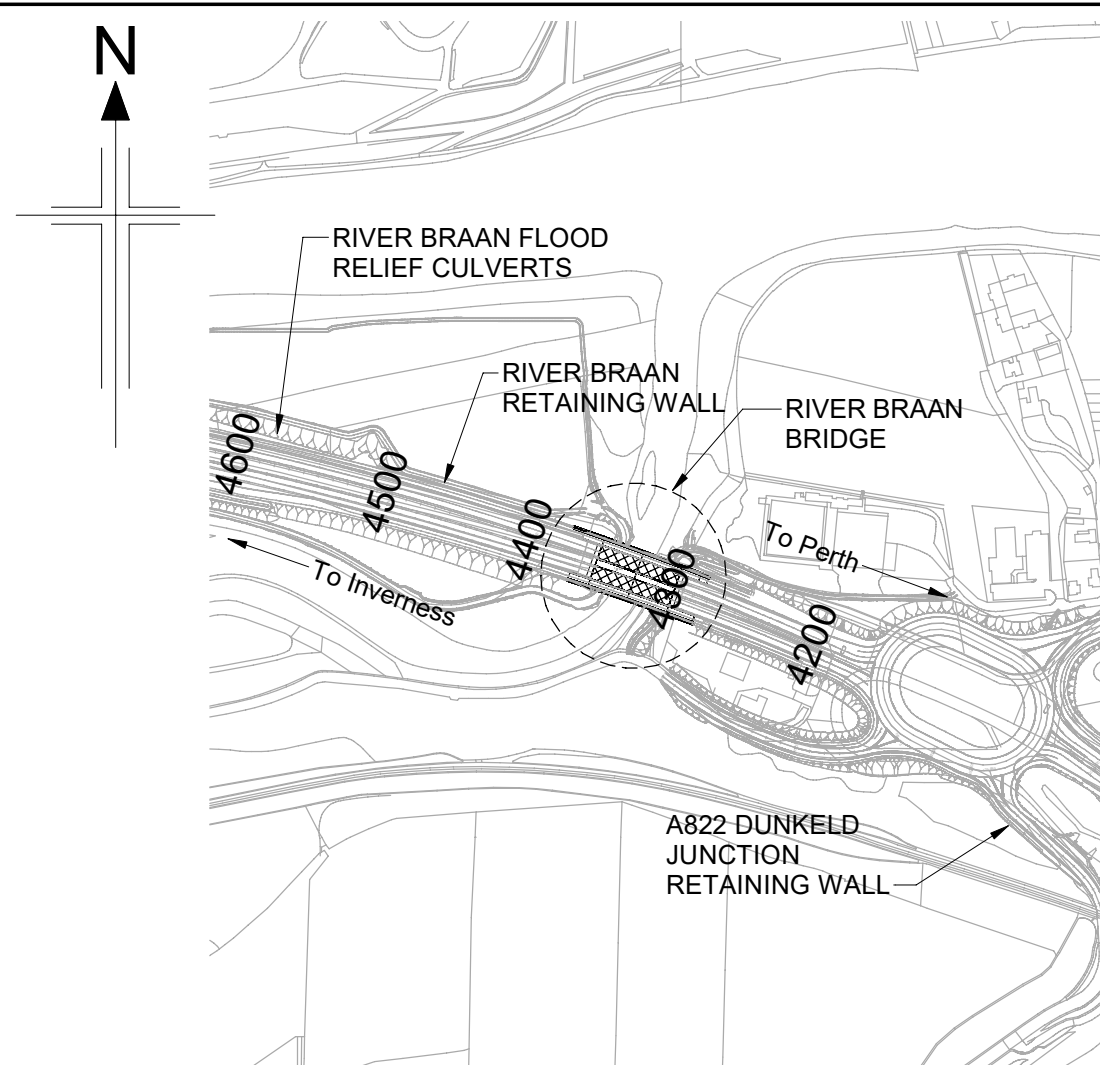 N
RIVER BRAAN FLOOD
RELIEF CULVERTS
RIVER BRAAN
RETAINING WALL
RIVER BRAAN
BRIDGE
4600
4500
4400
4300
4200
To Perth
To Inverness
A822 DUNKELD
JUNCTION
RETAINING WALL